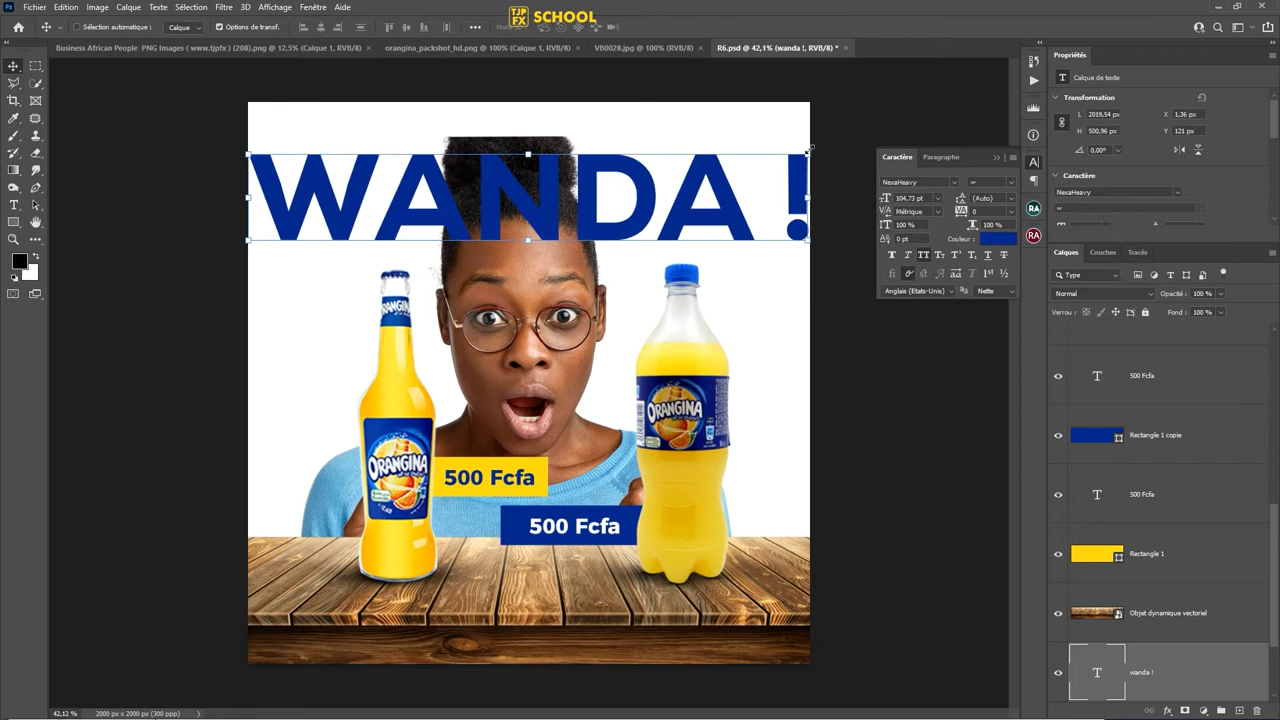 Fichier Edition Image Calque Texte Sélection Filtre 3D Affichage Fenêtre Aide
TJP FX SCHOOL
Sélection automatique : Calque Options de transf.
Business African People PNG Images ( www.tjpfx ) (208).png @ 12,5% (Calque 1, RVB/8) orangina_packshot_hd.png @ 100% (Calque 1, RVB/8) VB0028.jpg @ 100% (RVB/8) R6.psd @ 42,1% (wanda !, RVB/8) *
Propriétés
Calque de texte
Transformation
L 2019,54 px X 1,36 px
H 500,96 px Y 121 px
0,00°
Caractère
NexaHeavy
Caractère Paragraphe
NexaHeavy
104,73 pt (Auto)
Métrique 0
100 % 100 %
0 pt Couleur :
Anglais (Etats-Unis) Nette
Calques Couches Tracés
Type
Normal Opacité : 100 %
Verrou : Fond : 100 %
500 Fcfa
Rectangle 1 copie
500 Fcfa
Rectangle 1
Objet dynamique vectoriel
wanda !
WANDA !
ORANGINA
ORANGINA
ORANGINA
500 Fcfa
500 Fcfa
42,12 % 2000 px x 2000 px (300 ppp)